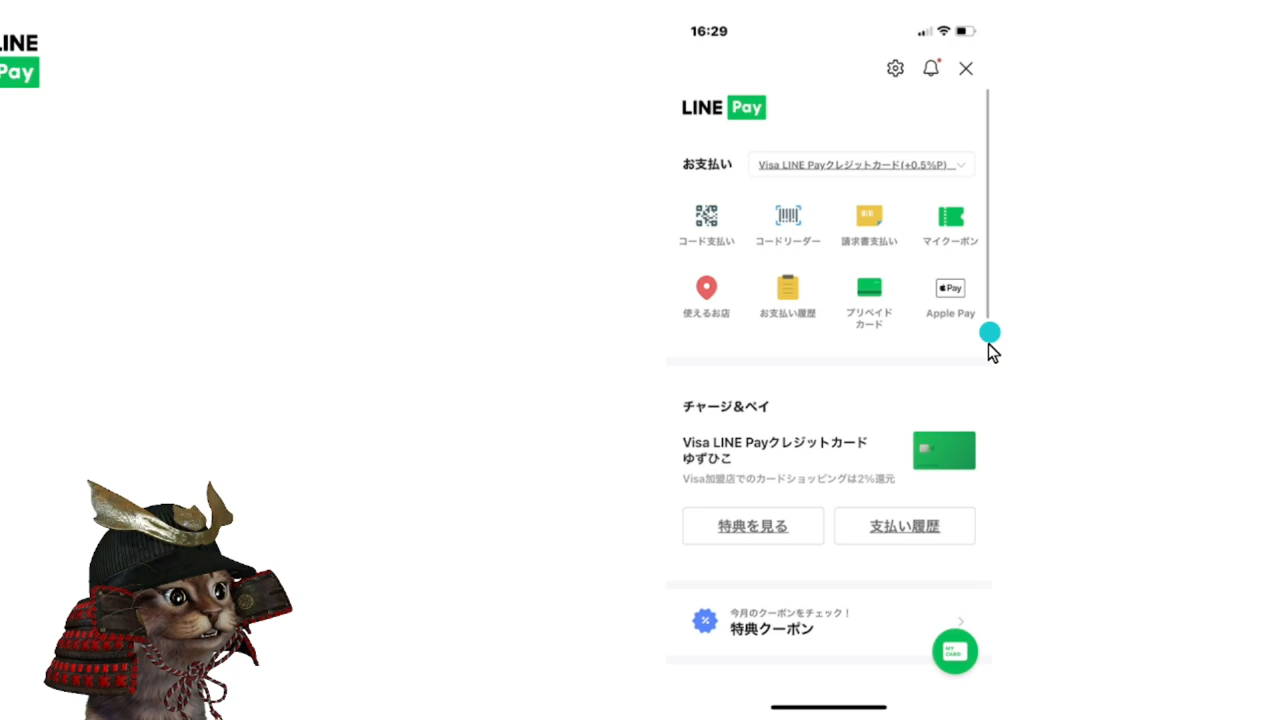 LINE
Pay
16:29
LINE Pay
お支払い Visa LINE Payクレジットカード(+0.5%P)
コード支払い コードリーダー 請求書支払い マイクーポン
Pay
使えるお店 お支払い履歴 プリペイド Apple Pay
カード
チャージ&ペイ
Visa LINE Payクレジットカード
ゆずひこ
Visa加盟店でのカードショッピングは2%還元
特典を見る 支払い履歴
今月のクーポンをチェック！
特典クーポン
MY
CARD